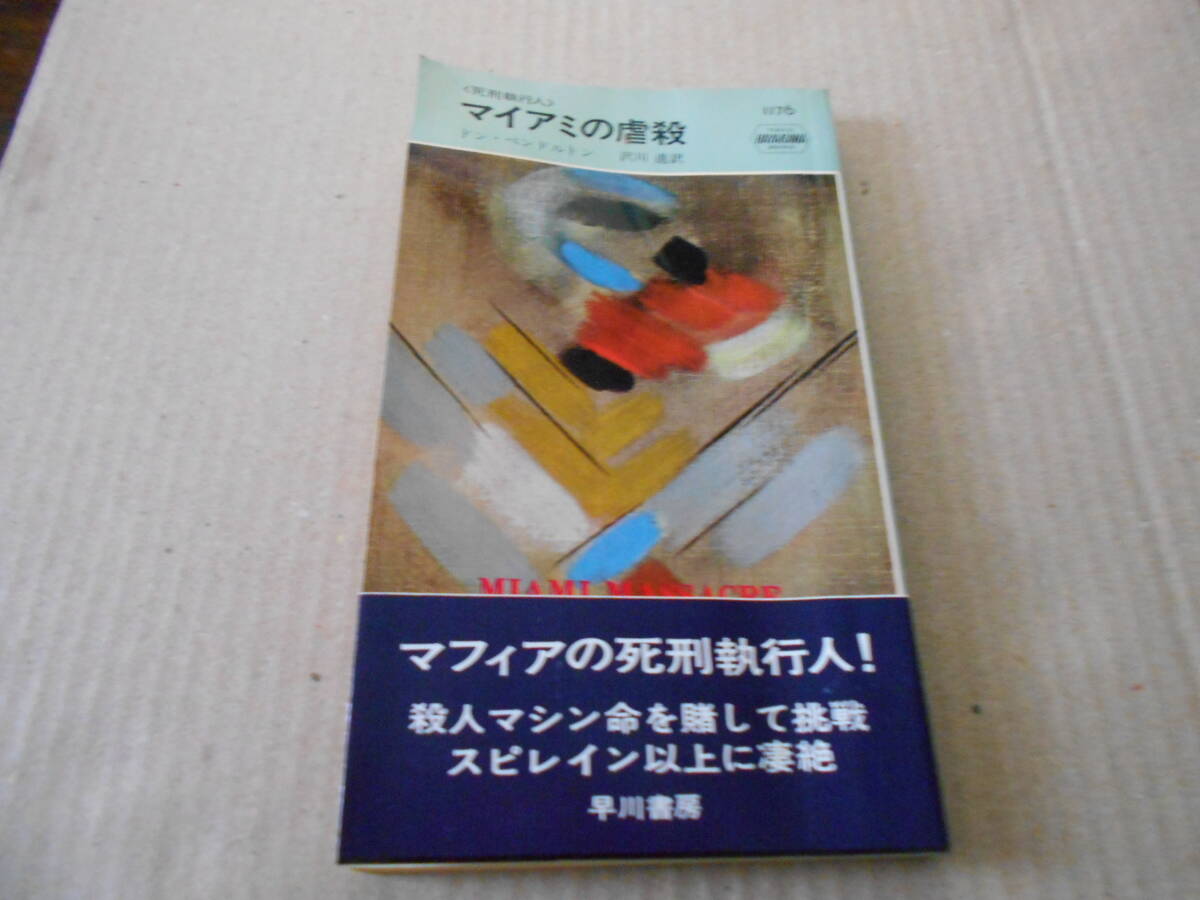 <死刑執行人>
マイアミの虐殺
ドン・ペンドルトン 沢川 進訳
1176
MIAMI MASSACRE
マフィアの死刑執行人!
殺人マシン命を賭して挑戦
スピレイン以上に凄絶
早川書房